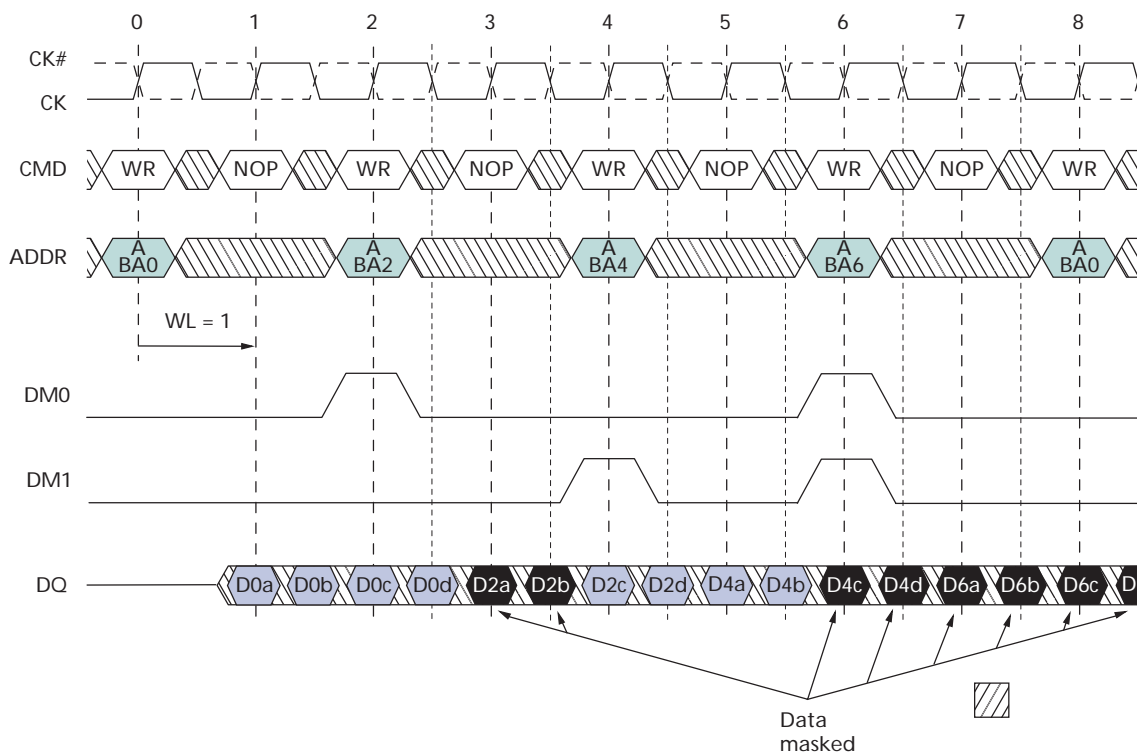 0 1 2 3 4 5 6 7 8
CK#
CK
CMD WR NOP WR NOP WR NOP WR NOP WR
ADDR A BA0 A BA2 A BA4 A BA6 A BA0
WL = 1
DM0
DM1
DQ D0a D0b D0c D0d D2a D2b D2c D2d D4a D4b D4c D4d D6a D6b D6c
Data
masked